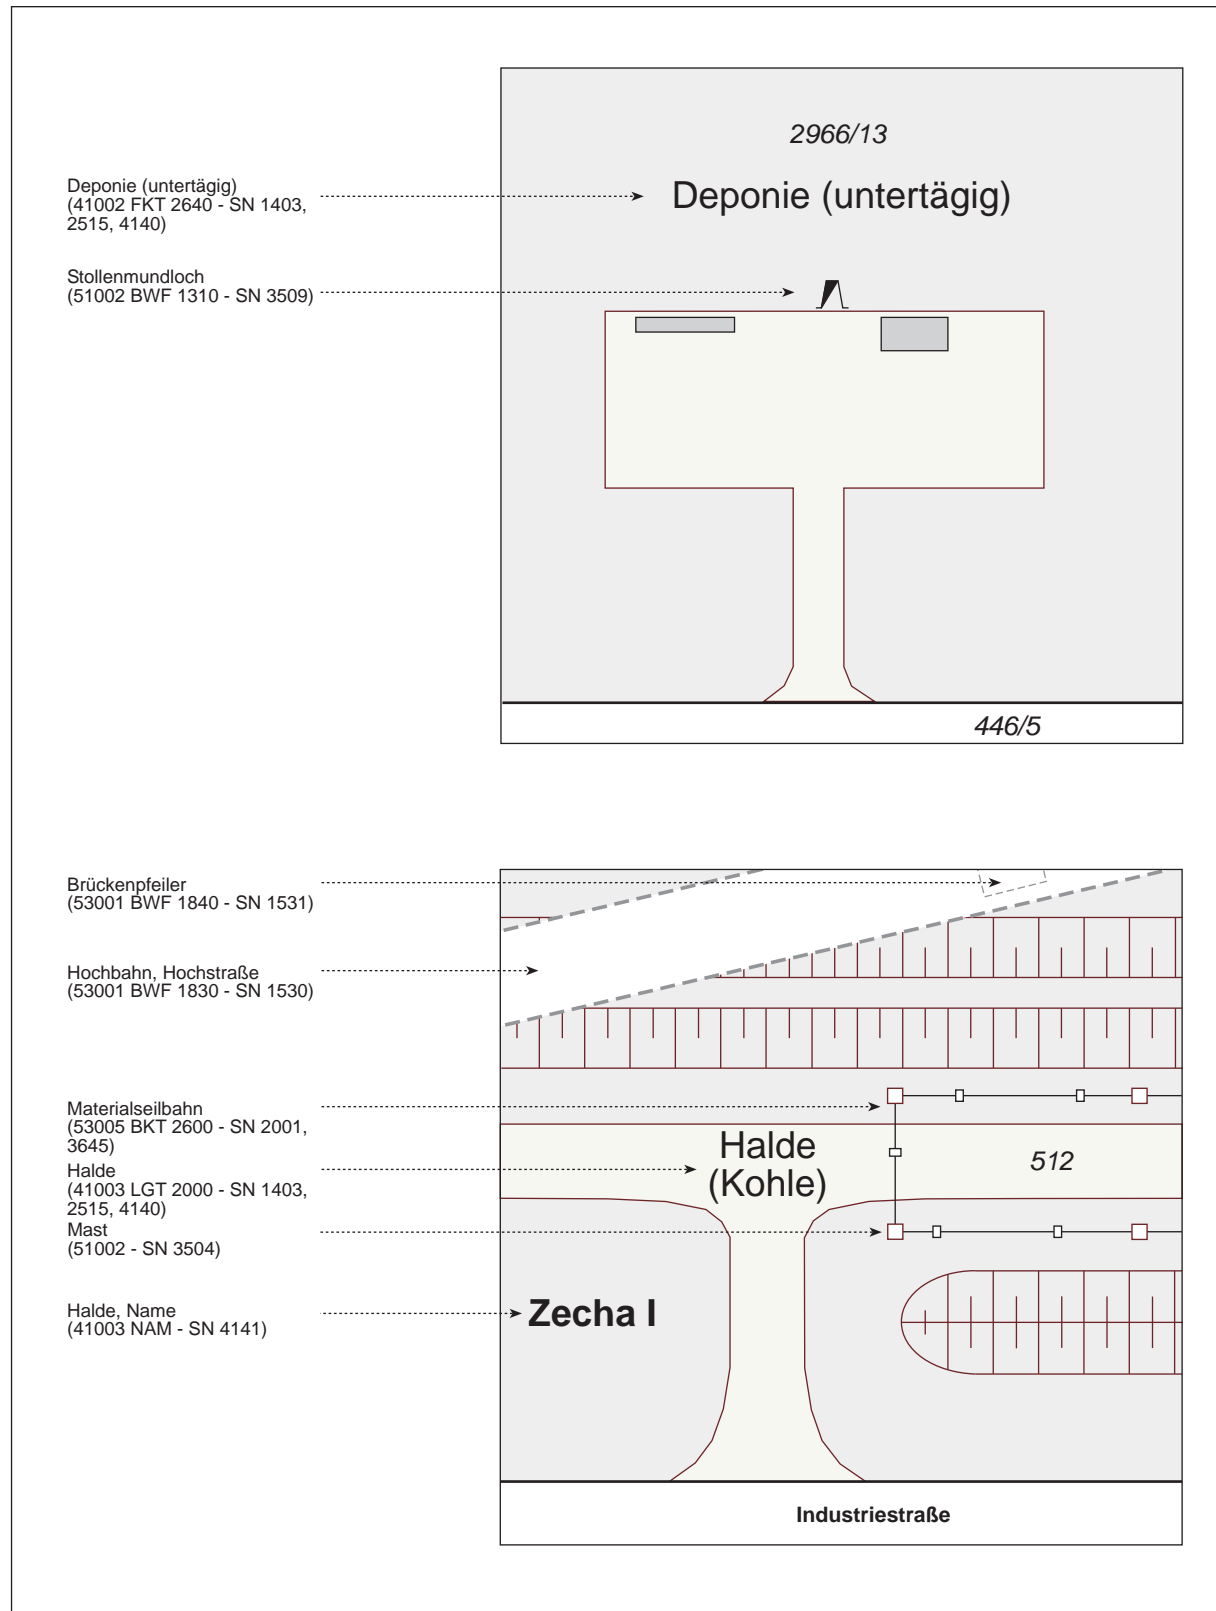 2966/13
Deponie (untertägig)
(41002 FKT 2640 - SN 1403,
2515, 4140)
Deponie (untertägig)
Stollenmundloch
(51002 BWF 1310 - SN 3509)
446/5
Brückenpfeiler
(53001 BWF 1840 - SN 1531)
Hochbahn, Hochstraße
(53001 BWF 1830 - SN 1530)
Materialseilbahn
(53005 BKT 2600 - SN 2001,
3645)
Halde
(41003 LGT 2000 - SN 1403,
2515, 4140)
Mast
(51002 - SN 3504)
Halde
(Kohle)
512
Halde, Name
(41003 NAM - SN 4141)
Zecha I
Industriestraße